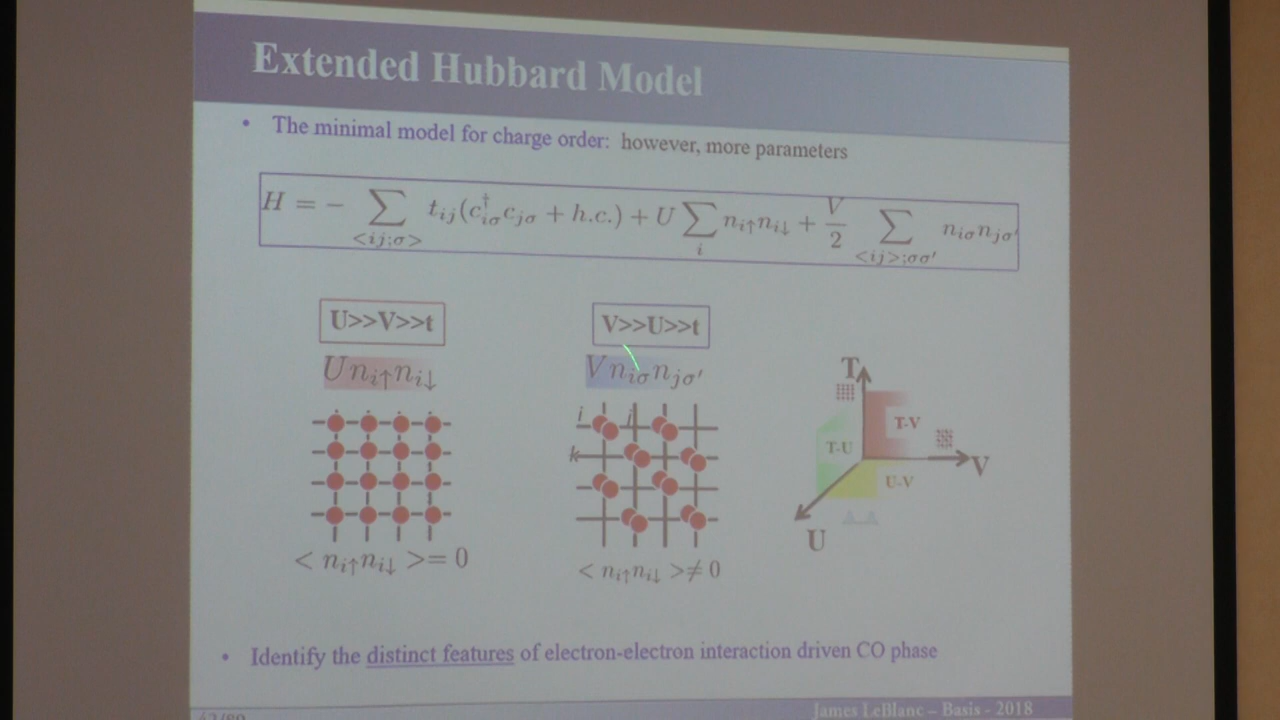 Extended Hubbard Model
• The minimal model for charge order: however, more parameters
H = − ∑_{<ij;σ>} t_{ij}(c†_{iσ}c_{jσ} + h.c.) + U ∑_i n_{i↑}n_{i↓} + V/2 ∑_{<ij>;σσ'} n_{iσ}n_{jσ'}
U>>V>>t
V>>U>>t
U n_{i↑}n_{i↓}
V n_{iσ}n_{jσ'}
i j
k
T
T-V
T-U
V
U-V
U
< n_{i↑}n_{i↓} >= 0
< n_{i↑}n_{i↓} >≠ 0
• Identify the distinct features of electron-electron interaction driven CO phase
James LeBlanc – Basis - 2018